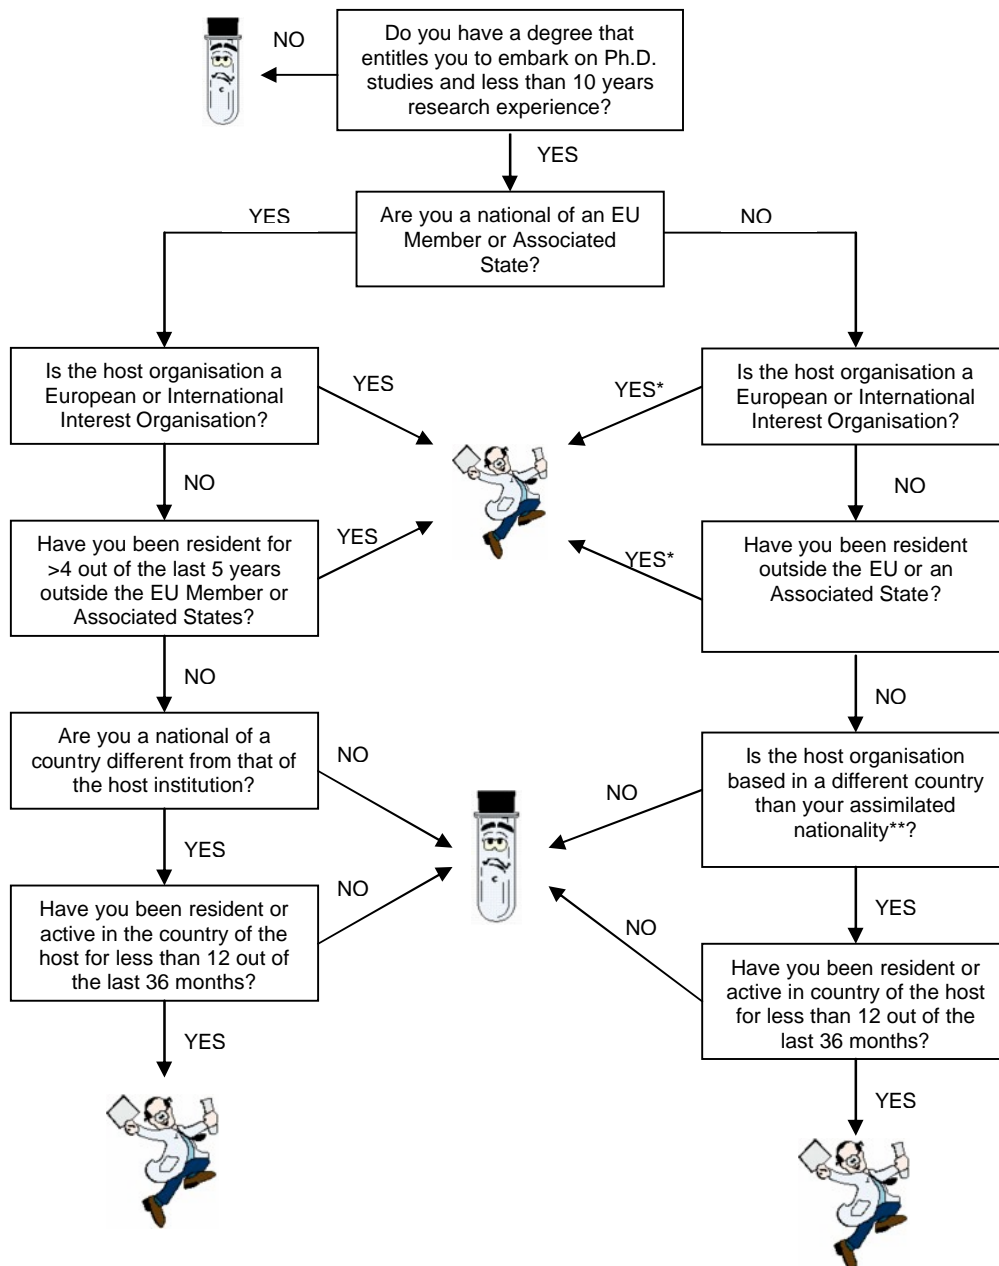 NO
Do you have a degree that
entitles you to embark on Ph.D.
studies and less than 10 years
research experience?
YES
YES
Are you a national of an EU
Member or Associated
State?
NO
Is the host organisation a
European or International
Interest Organisation?
YES
YES*
Is the host organisation a
European or International
Interest Organisation?
NO
NO
Have you been resident for
>4 out of the last 5 years
outside the EU Member or
Associated States?
YES
YES*
Have you been resident
outside the EU or an
Associated State?
NO
NO
Are you a national of a
country different from that of
the host institution?
NO
NO
Is the host organisation
based in a different country
than your assimilated
nationality**?
YES
YES
Have you been resident or
active in the country of the
host for less than 12 out of
the last 36 months?
NO
NO
Have you been resident or
active in country of the host
for less than 12 out of the
last 36 months?
YES
YES